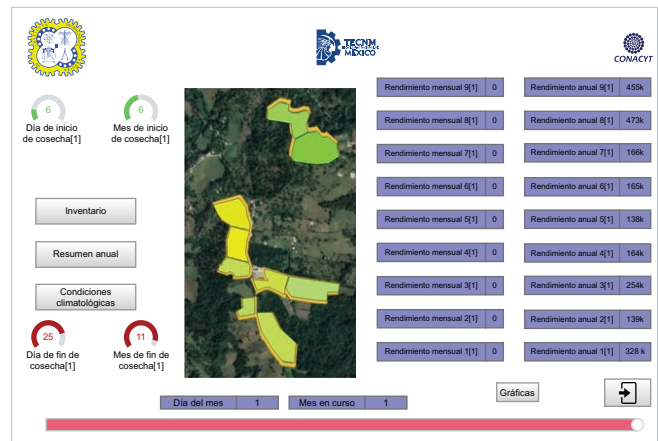 TECNM
MÉXICO
CONACYT
6
Día de inicio
de cosecha[1]
6
Mes de inicio
de cosecha[1]
Inventario
Resumen anual
Condiciones
climatológicas
25
Día de fin de
cosecha[1]
11
Mes de fin de
cosecha[1]
Rendimiento mensual 9[1] 0 Rendimiento anual 9[1] 455k
Rendimiento mensual 8[1] 0 Rendimiento anual 8[1] 473k
Rendimiento mensual 7[1] 0 Rendimiento anual 7[1] 166k
Rendimiento mensual 6[1] 0 Rendimiento anual 6[1] 165k
Rendimiento mensual 5[1] 0 Rendimiento anual 5[1] 138k
Rendimiento mensual 4[1] 0 Rendimiento anual 4[1] 164k
Rendimiento mensual 3[1] 0 Rendimiento anual 3[1] 254k
Rendimiento mensual 2[1] 0 Rendimiento anual 2[1] 139k
Rendimiento mensual 1[1] 0 Rendimiento anual 1[1] 328 k
Gráficas
Día del mes 1 Mes en curso 1